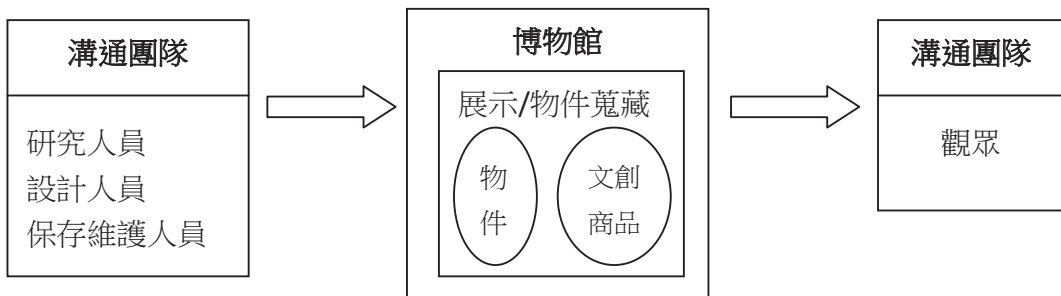 溝通團隊
研究人員
設計人員
保存維護人員
博物館
展示/物件蒐藏
物
件
文創
商品
溝通團隊
觀眾